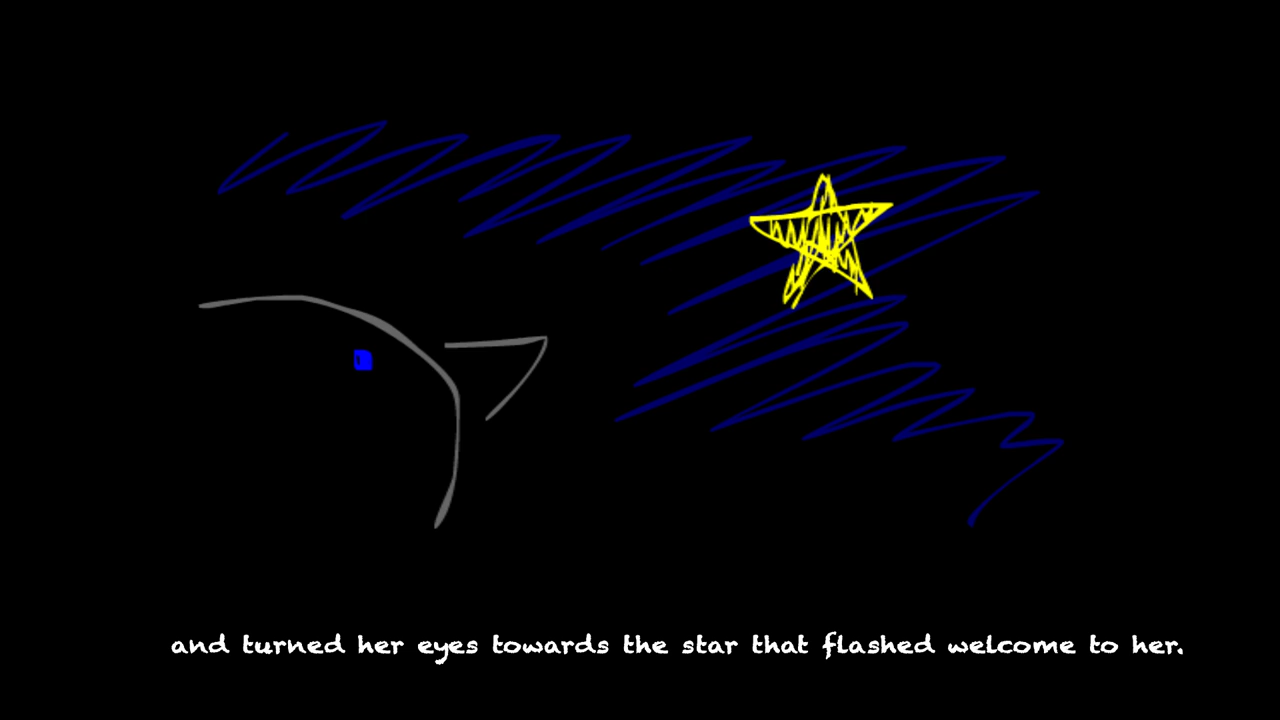 and turned her eyes towards the star that flashed welcome to her.